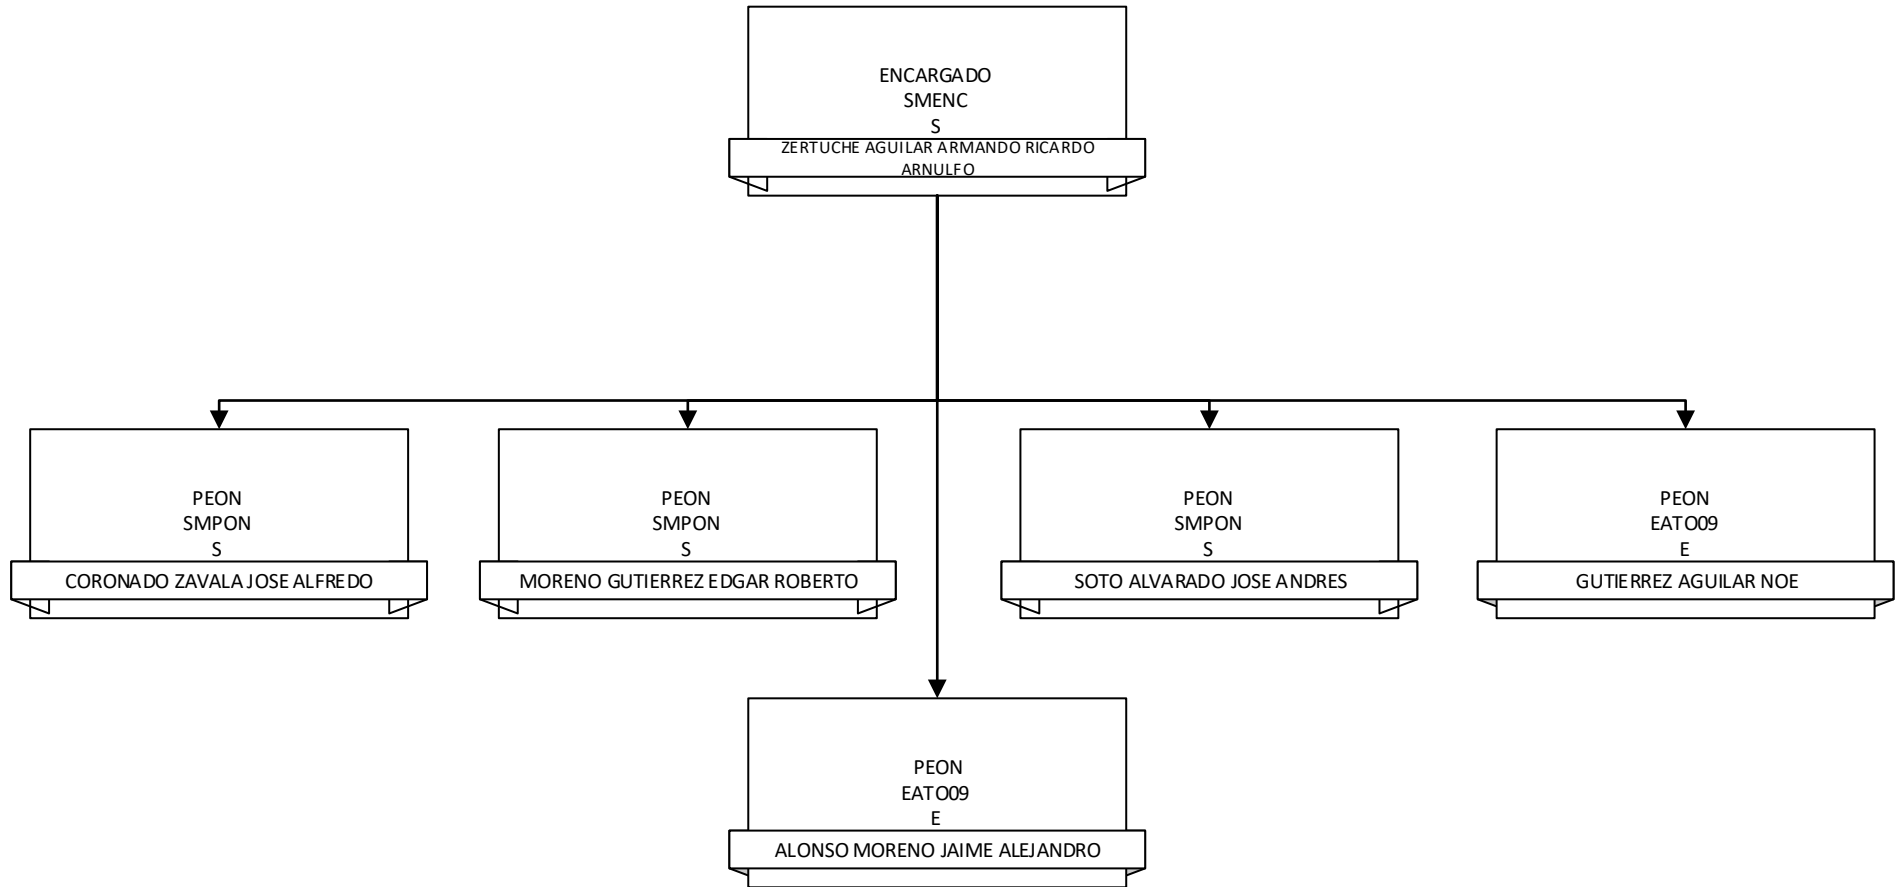 ENCARGADO
SMENC
S
ZERTUCHE AGUILAR ARMANDO RICARDO
ARNULFO
PEON
SMPON
S
CORONADO ZAVALA JOSE ALFREDO
PEON
SMPON
S
MORENO GUTIERREZ EDGAR ROBERTO
PEON
SMPON
S
SOTO ALVARADO JOSE ANDRES
PEON
EATO09
E
GUTIERREZ AGUILAR NOE
PEON
EATO09
E
ALONSO MORENO JAIME ALEJANDRO